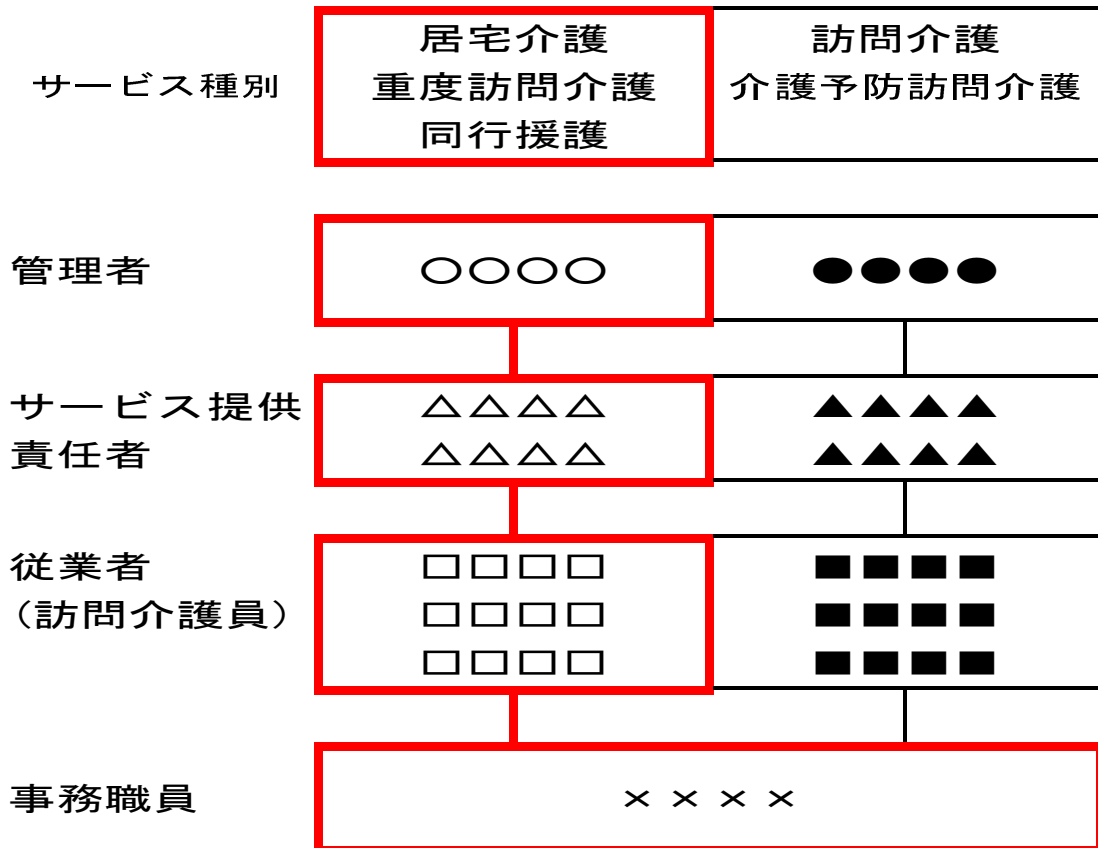 サービス種別
居宅介護
重度訪問介護
同行援護
訪問介護
介護予防訪問介護
管理者
○○○○
●●●●
サービス提供
責任者
△△△△
△△△△
▲▲▲▲
▲▲▲▲
従業者
（訪問介護員）
□□□□
□□□□
□□□□
■■■■
■■■■
■■■■
事務職員
××××